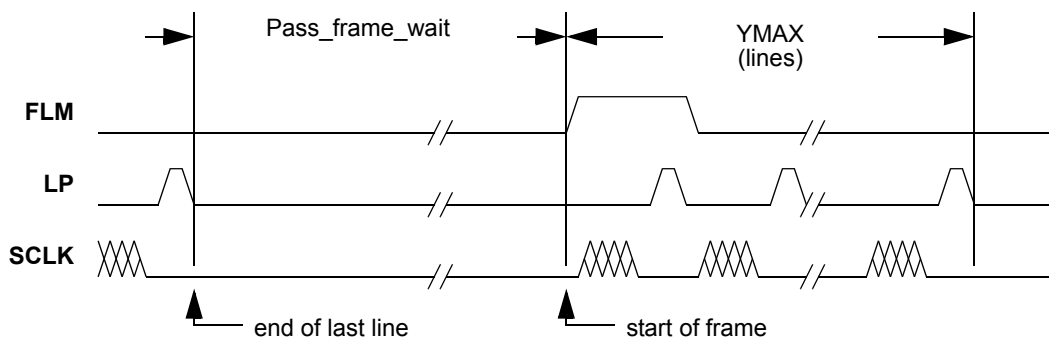 Pass_frame_wait
YMAX
(lines)
FLM
LP
SCLK
end of last line
start of frame